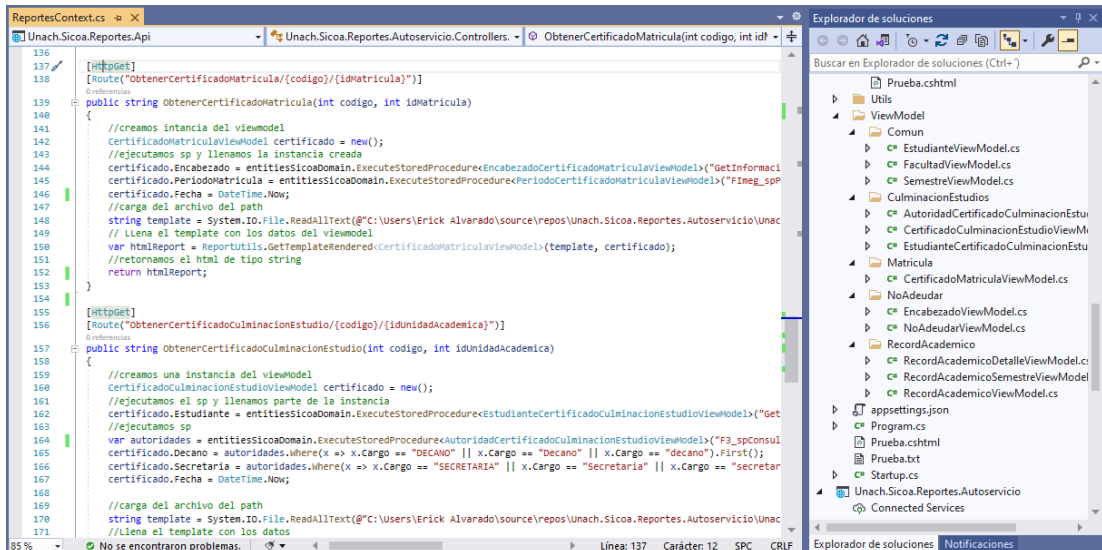 ReportesContext.cs
Unach.Sicoa.Reportes.Api
Unach.Sicoa.Reportes.Autoservicio.Controllers.
ObtenerCertificadoMatricula(int codigo, int idM
136
137 [HttpGet]
138 [Route("ObtenerCertificadoMatricula/{codigo}/{idMatricula}")]
0 referencias
139 public string ObtenerCertificadoMatricula(int codigo, int idMatricula)
140 {
141 //creamos intancia del viewmodel
142 CertificadoMatriculaViewModel certificado = new();
143 //ejecutamos sp y llenamos la instancia creada
144 certificado.Encabezado = entitiesSicoaDomain.ExecuteStoredProcedure<EncabezadoCertificadoMatriculaViewModel>("GetInformaci
145 certificado.PeriodoMatricula = entitiesSicoaDomain.ExecuteStoredProcedure<PeriodoCertificadoMatriculaViewModel>("FImeg_spP
146 certificado.Fecha = DateTime.Now;
147 //carga del archivo del path
148 string template = System.IO.File.ReadAllText(@"C:\Users\Erick Alvarado\source\repos\Unach.Sicoa.Reportes.Autoservicio\Unac
149 // LLena el template con los datos del viewmodel
150 var htmlReport = ReportUtils.GetTemplateRendered<CertificadoMatriculaViewModel>(template, certificado);
151 //retornamos el html de tipo string
152 return htmlReport;
153 }
154
155 [HttpGet]
156 [Route("ObtenerCertificadoCulminacionEstudio/{codigo}/{idUnidadAcademica}")]
0 referencias
157 public string ObtenerCertificadoCulminacionEstudio(int codigo, int idUnidadAcademica)
158 {
159 //creamos una instancia del viewModel
160 CertificadoCulminacionEstudioViewModel certificado = new();
161 //ejecutamos el sp y llenamos parte de la instancia
162 certificado.Estudiante = entitiesSicoaDomain.ExecuteStoredProcedure<EstudianteCertificadoCulminacionEstudioViewModel>("Get
163 //ejecutamos sp
164 var autoridades = entitiesSicoaDomain.ExecuteStoredProcedure<AutoridadCertificadoCulminacionEstudioViewModel>("F3_spConsul
165 certificado.Decano = autoridades.Where(x => x.Cargo == "DECANO" || x.Cargo == "Decano" || x.Cargo == "decano").First();
166 certificado.Secretaria = autoridades.Where(x => x.Cargo == "SECRETARIA" || x.Cargo == "Secretaria" || x.Cargo == "secretar
167 certificado.Fecha = DateTime.Now;
168
169 //carga del archivo del path
170 string template = System.IO.File.ReadAllText(@"C:\Users\Erick Alvarado\source\repos\Unach.Sicoa.Reportes.Autoservicio\Unac
171 //Llena el template con los datos
85 %
No se encontraron problemas.
Línea: 137 Carácter: 12 SPC CRLF
Explorador de soluciones
Buscar en Explorador de soluciones (Ctrl+´)
Prueba.cshtml
Utils
ViewModel
Comun
C# EstudianteViewModel.cs
C# FacultadViewModel.cs
C# SemestreViewModel.cs
CulminacionEstudios
C# AutoridadCertificadoCulminacionEstu
C# CertificadoCulminacionEstudioViewM
C# EstudianteCertificadoCulminacionEstu
Matricula
C# CertificadoMatriculaViewModel.cs
NoAdeudar
C# EncabezadoViewModel.cs
C# NoAdeudarViewModel.cs
RecordAcademico
C# RecordAcademicoDetalleViewModel.cs
C# RecordAcademicoSemestreViewModel
C# RecordAcademicoViewModel.cs
appsettings.json
C# Program.cs
Prueba.cshtml
Prueba.txt
C# Startup.cs
Unach.Sicoa.Reportes.Autoservicio
Connected Services
Explorador de soluciones Notificaciones